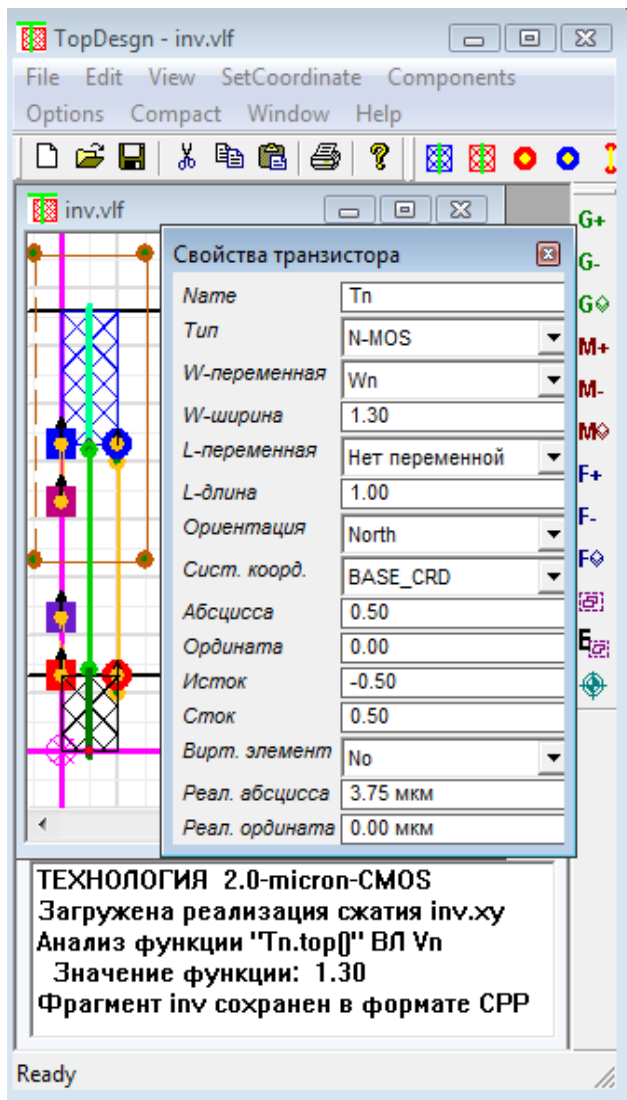 TopDesgn - inv.vlf
File Edit View SetCoordinate Components
Options Compact Window Help
inv.vlf
G+
G-
G
M+
M-
M
F+
F-
F
E
Свойства транзистора
Name Tn
Тип N-MOS
W-переменная Wn
W-ширина 1.30
L-переменная Нет переменной
L-длина 1.00
Ориентация North
Сист. коорд. BASE_CRD
Абсцисса 0.50
Ордината 0.00
Исток -0.50
Сток 0.50
Вирт. элемент No
Реал. абсцисса 3.75 мкм
Реал. ордината 0.00 мкм
ТЕХНОЛОГИЯ 2.0-micron-CMOS
Загружена реализация сжатия inv.xy
Анализ функции "Tn.top()" ВЛ Vn
Значение функции: 1.30
Фрагмент inv сохранен в формате CPP
Ready